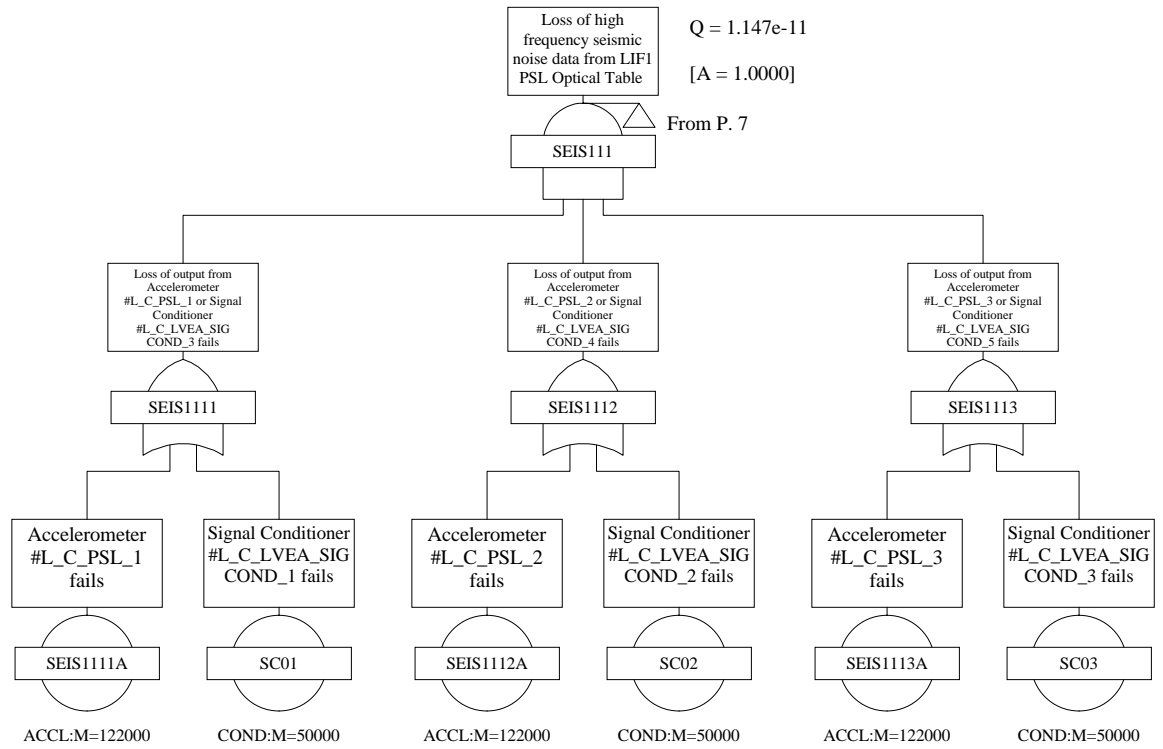 Loss of high
frequency seismic
noise data from LIF1
PSL Optical Table
Q = 1.147e-11
[A = 1.0000]
From P. 7
SEIS111
Loss of output from
Accelerometer
#L_C_PSL_1 or Signal
Conditioner
#L_C_LVEA_SIG
COND_3 fails
Loss of output from
Accelerometer
#L_C_PSL_2 or Signal
Conditioner
#L_C_LVEA_SIG
COND_4 fails
Loss of output from
Accelerometer
#L_C_PSL_3 or Signal
Conditioner
#L_C_LVEA_SIG
COND_5 fails
SEIS1111
SEIS1112
SEIS1113
Accelerometer
#L_C_PSL_1
fails
Signal Conditioner
#L_C_LVEA_SIG
COND_1 fails
Accelerometer
#L_C_PSL_2
fails
Signal Conditioner
#L_C_LVEA_SIG
COND_2 fails
Accelerometer
#L_C_PSL_3
fails
Signal Conditioner
#L_C_LVEA_SIG
COND_3 fails
SEIS1111A
SC01
SEIS1112A
SC02
SEIS1113A
SC03
ACCL:M=122000
COND:M=50000
ACCL:M=122000
COND:M=50000
ACCL:M=122000
COND:M=50000